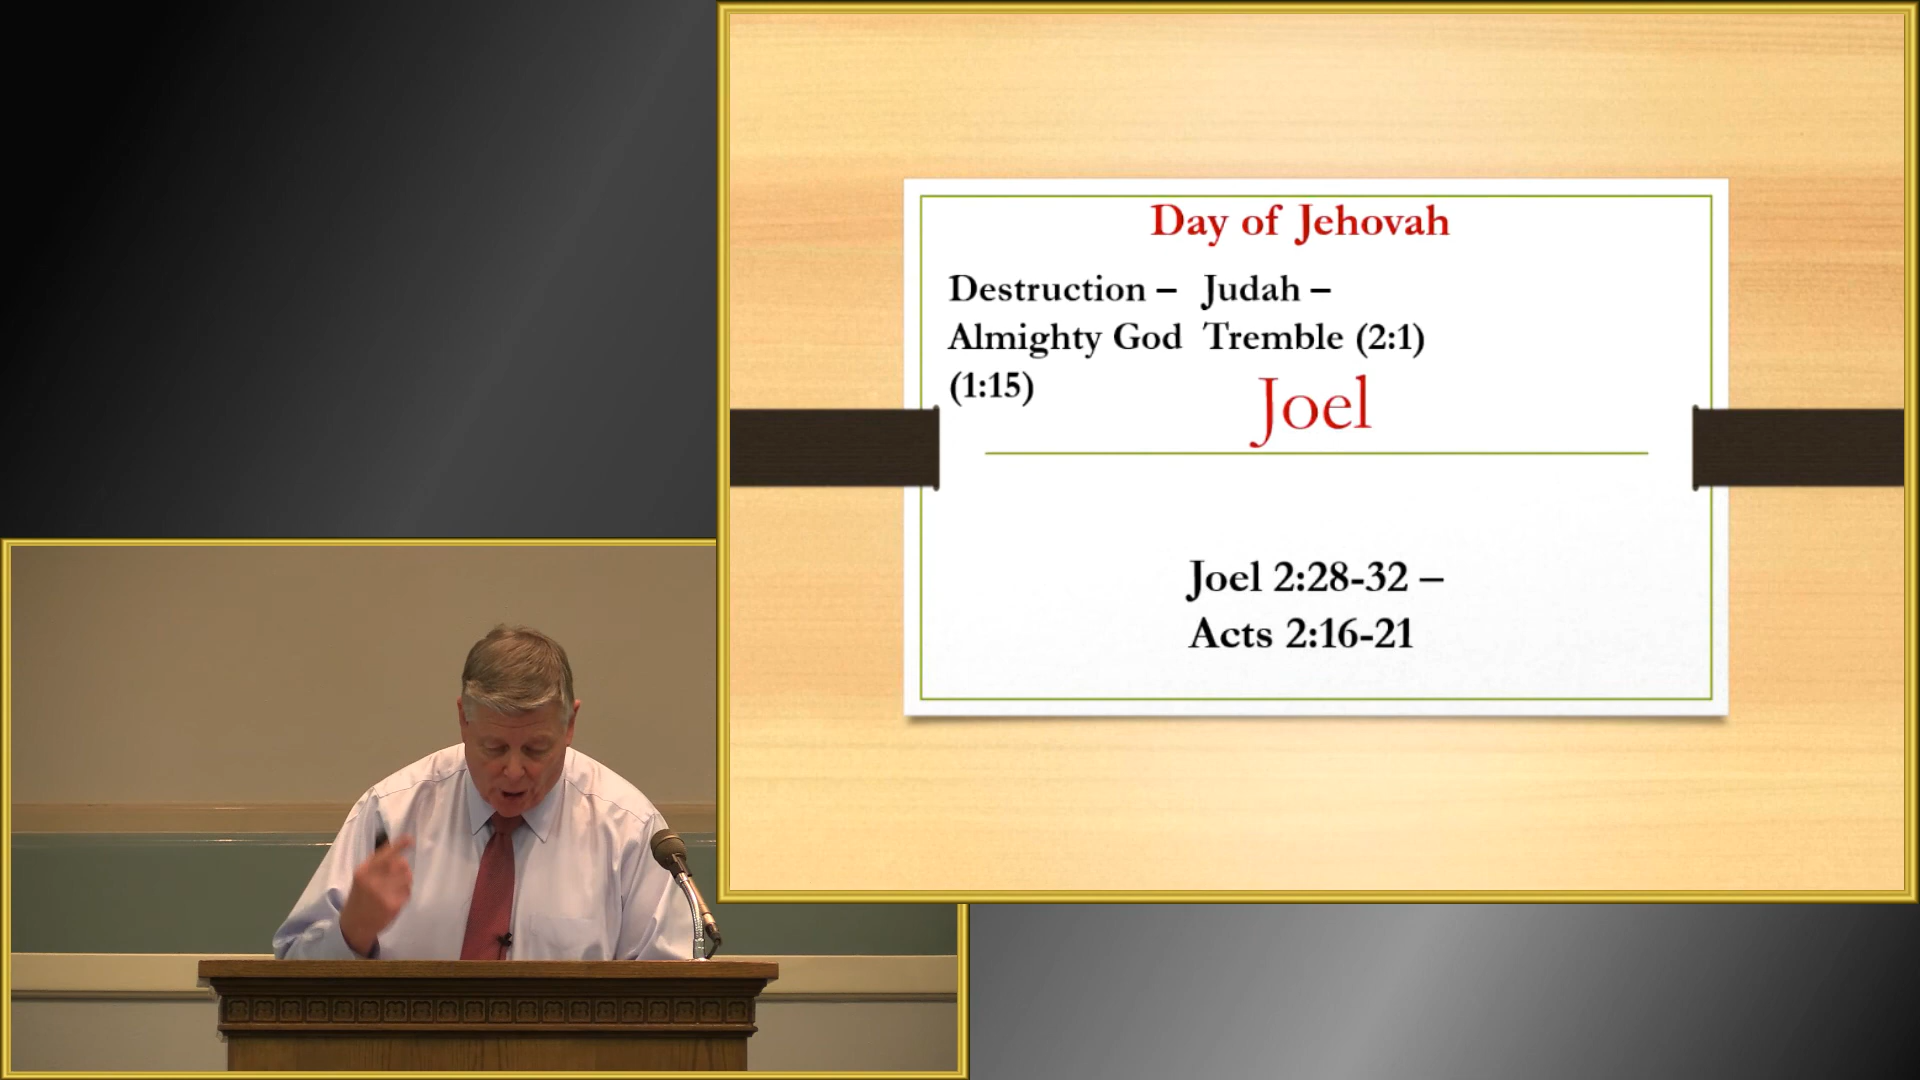 Day of Jehovah
Destruction – Judah –
Almighty God Tremble (2:1)
(1:15)
Joel
Joel 2:28-32 –
Acts 2:16-21